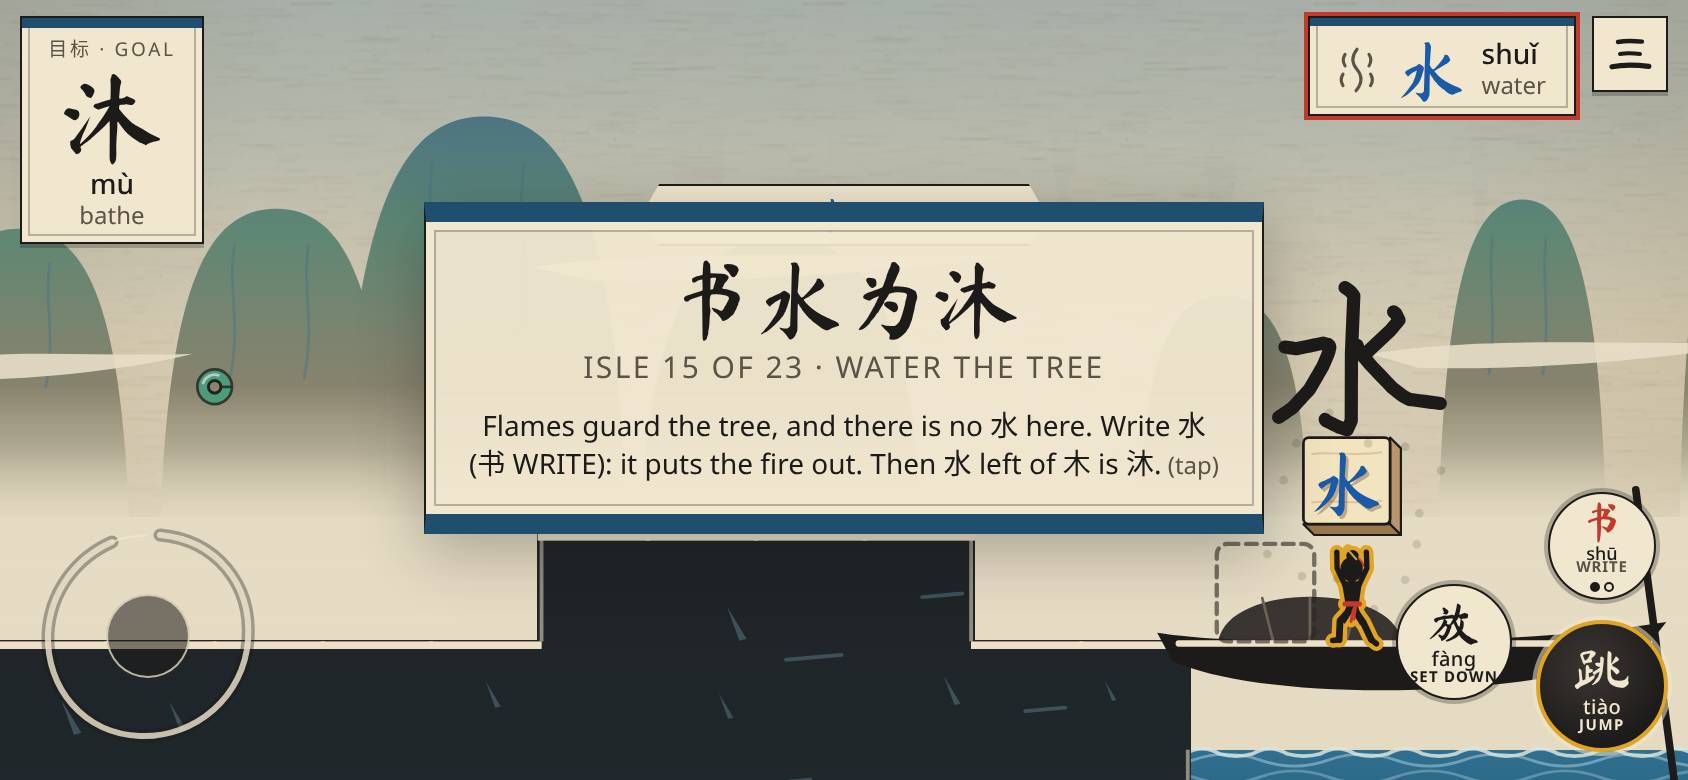 目标 · GOAL
沐
mù
bathe
水
shuǐ
water
三
书水为沐
ISLE 15 OF 23 · WATER THE TREE
Flames guard the tree, and there is no 水 here. Write 水
(书 WRITE): it puts the fire out. Then 水 left of 木 is 沐. (tap)
水
水
书
shū
WRITE
放
fàng
SET DOWN
跳
tiào
JUMP